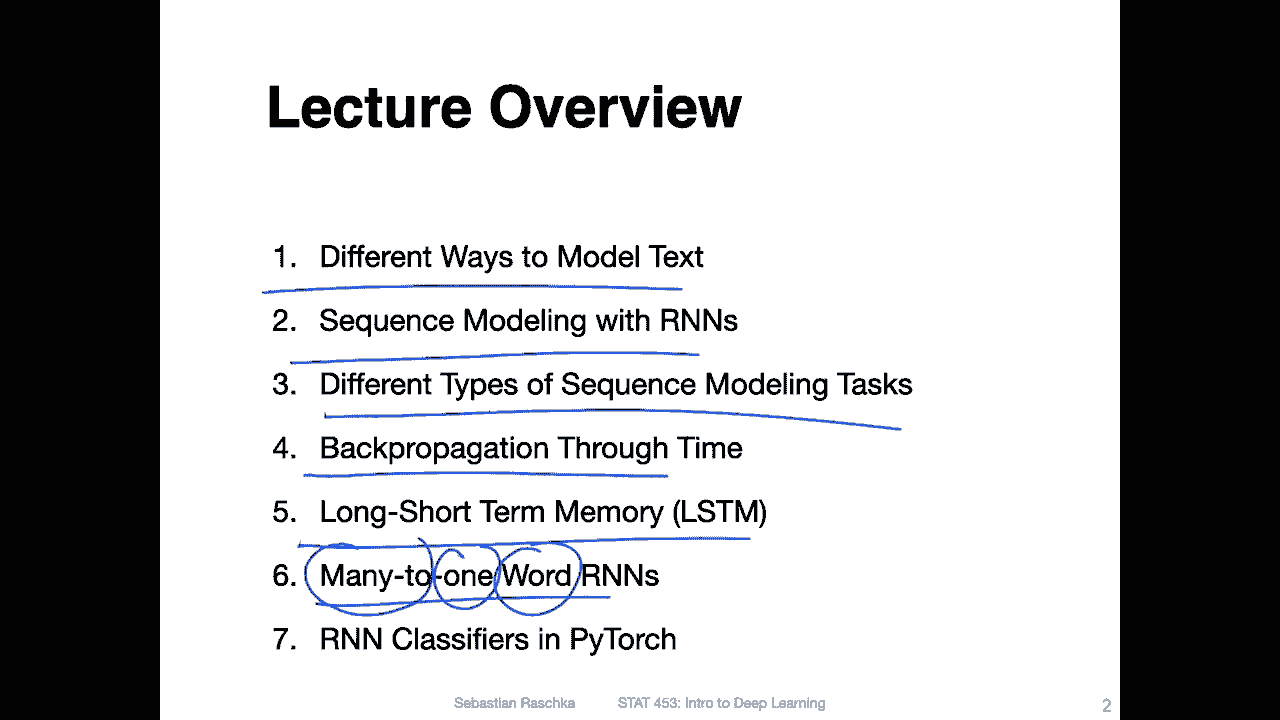 Lecture Overview
1. Different Ways to Model Text
2. Sequence Modeling with RNNs
3. Different Types of Sequence Modeling Tasks
4. Backpropagation Through Time
5. Long-Short Term Memory (LSTM)
6. Many-to-one Word RNNs
7. RNN Classifiers in PyTorch
Sebastian Raschka STAT 453: Intro to Deep Learning 2